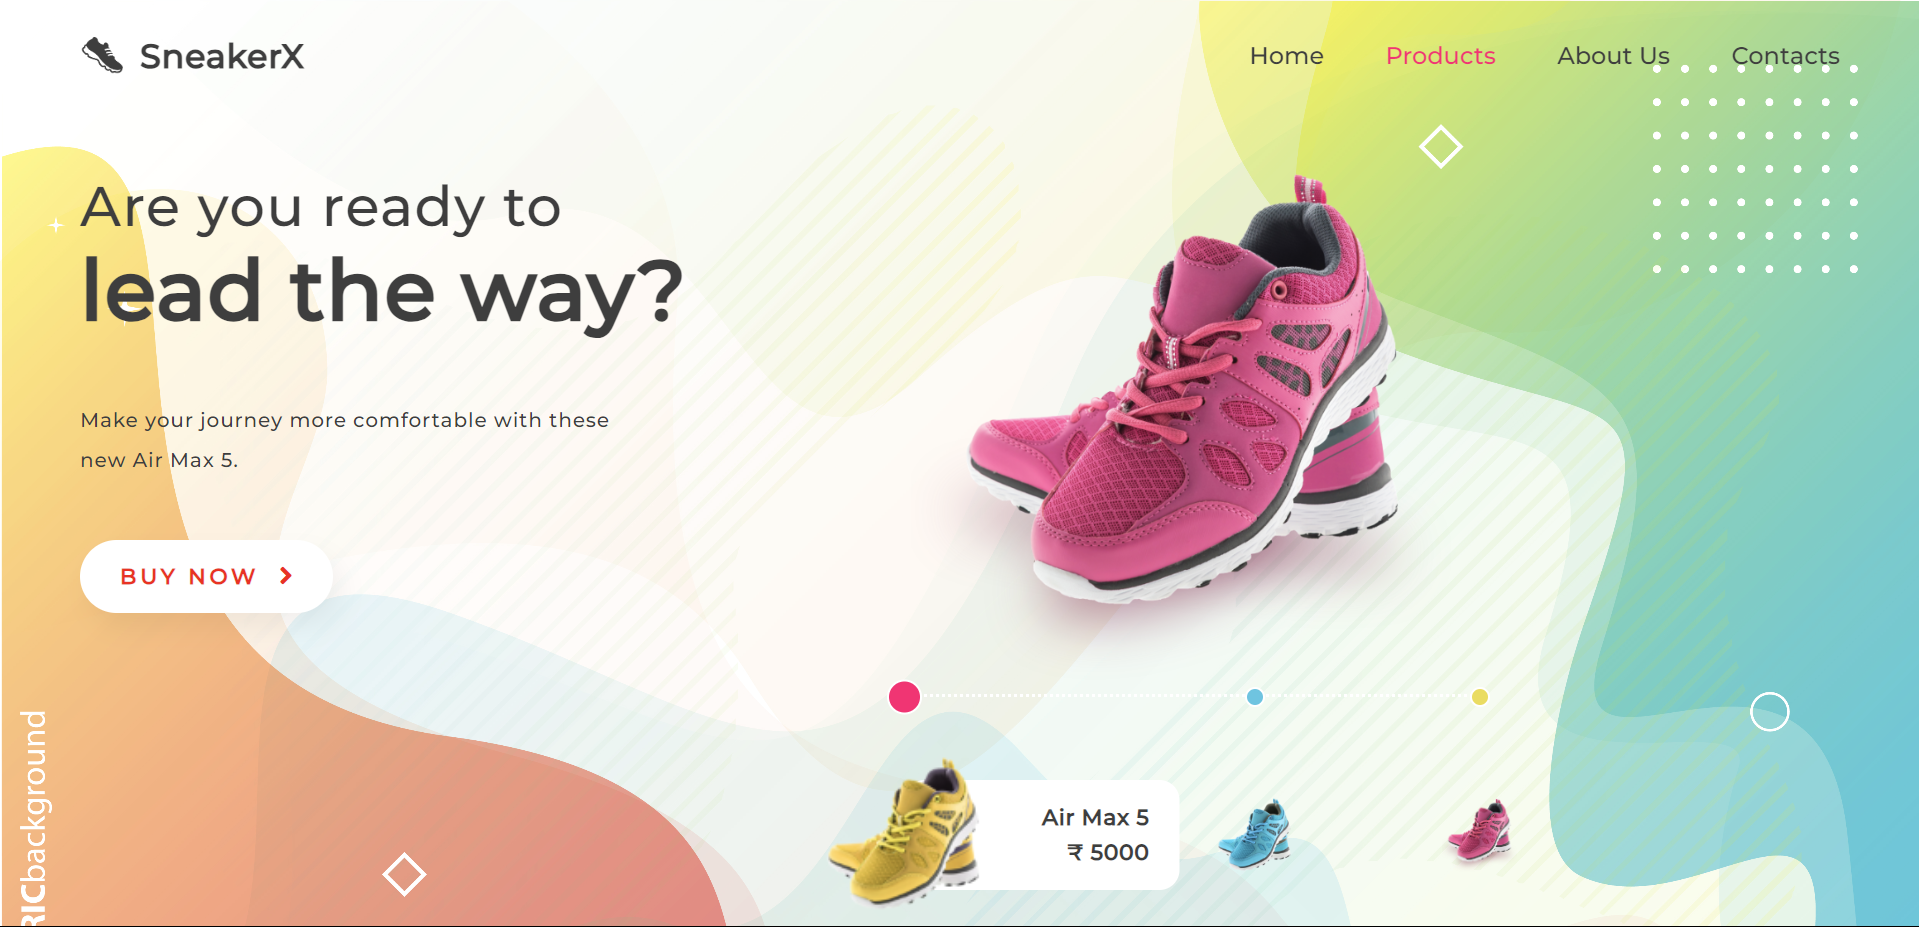 SneakerX
Home Products About Us Contacts
Are you ready to
lead the way?
Make your journey more comfortable with these
new Air Max 5.
BUY NOW
Air Max 5
₹ 5000
RICbackground